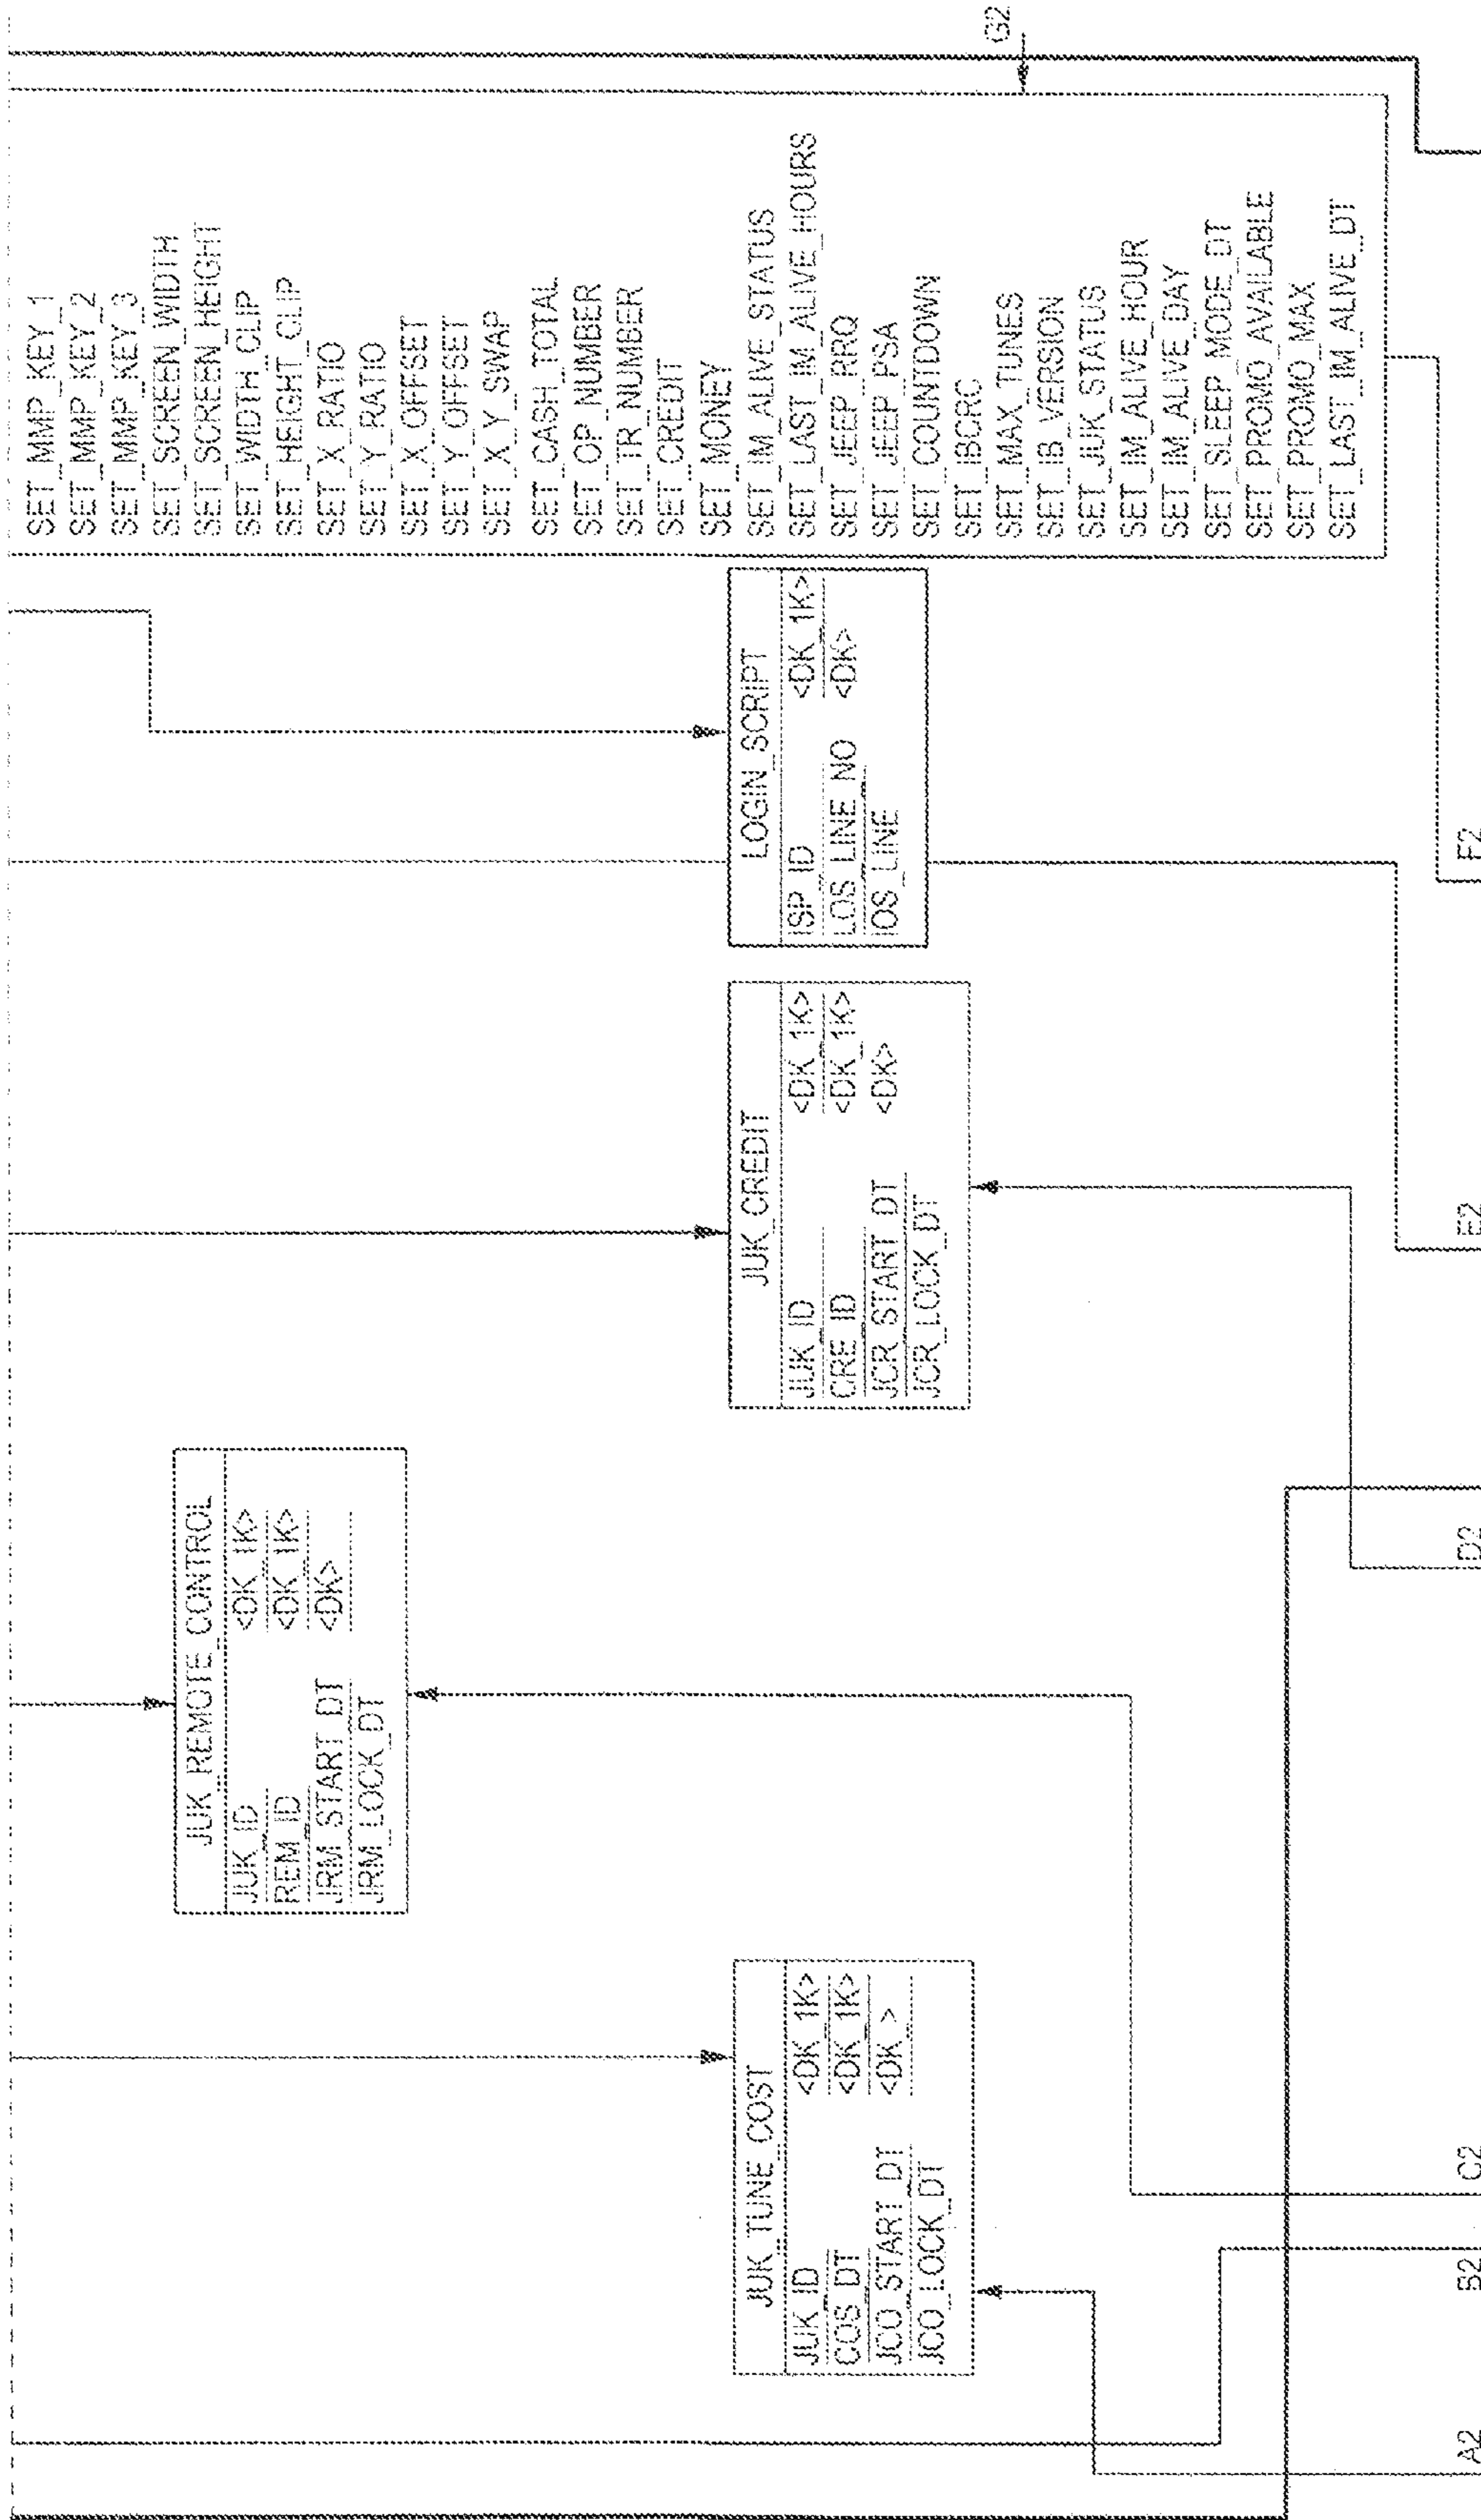 JUK_TUNE_COST
JUK_ID <DK_1K>
COS_DT <DK_1K>
JCO_START_DT <DK >
JCO_LOCK_DT
JUK_REMOTE_CONTROL
JUK_ID <DK_1K>
REM_ID <DK_1K>
JRM_START_DT <DK>
JRM_LOCK_DT
JUK_CREDIT
JUK_ID <DK_1K>
CRE_ID <DK_1K>
JCR_START_DT <DK>
JCR_LOCK_DT
LOGIN_SCRIPT
ISP_ID <DK_1K>
LOS_LINE_NO <DK>
IOS_LINE
SET_MMP_KEY_1
SET_MMP_KEY_2
SET_MMP_KEY_3
SET_SCREEN_WIDTH
SET_SCREEN_HEIGHT
SET_WIDTH_CLIP
SET_HEIGHT_CLIP
SET_X_RATIO
SET_Y_RATIO
SET_X_OFFSET
SET_Y_OFFSET
SET_X_Y_SWAP
SET_CASH_TOTAL
SET_OP_NUMBER
SET_TR_NUMBER
SET_CREDIT
SET_MONEY
SET_IM_ALIVE_STATUS
SET_LAST_IM_ALIVE_HOURS
SET_JEEP_RRQ
SET_JEEP_PSA
SET_COUNTDOWN
SET_IBCRC
SET_MAX_TUNES
SET_IB_VERSION
SET_JUK_STATUS
SET_IM_ALIVE_HOUR
SET_IM_ALIVE_DAY
SET_SLEEP_MODE_DT
SET_PROMO_AVAILABLE
SET_PROMO_MAX
SET_LAST_IM_ALIVE_DT
G2
A2
B2
C2
D2
E2
F2